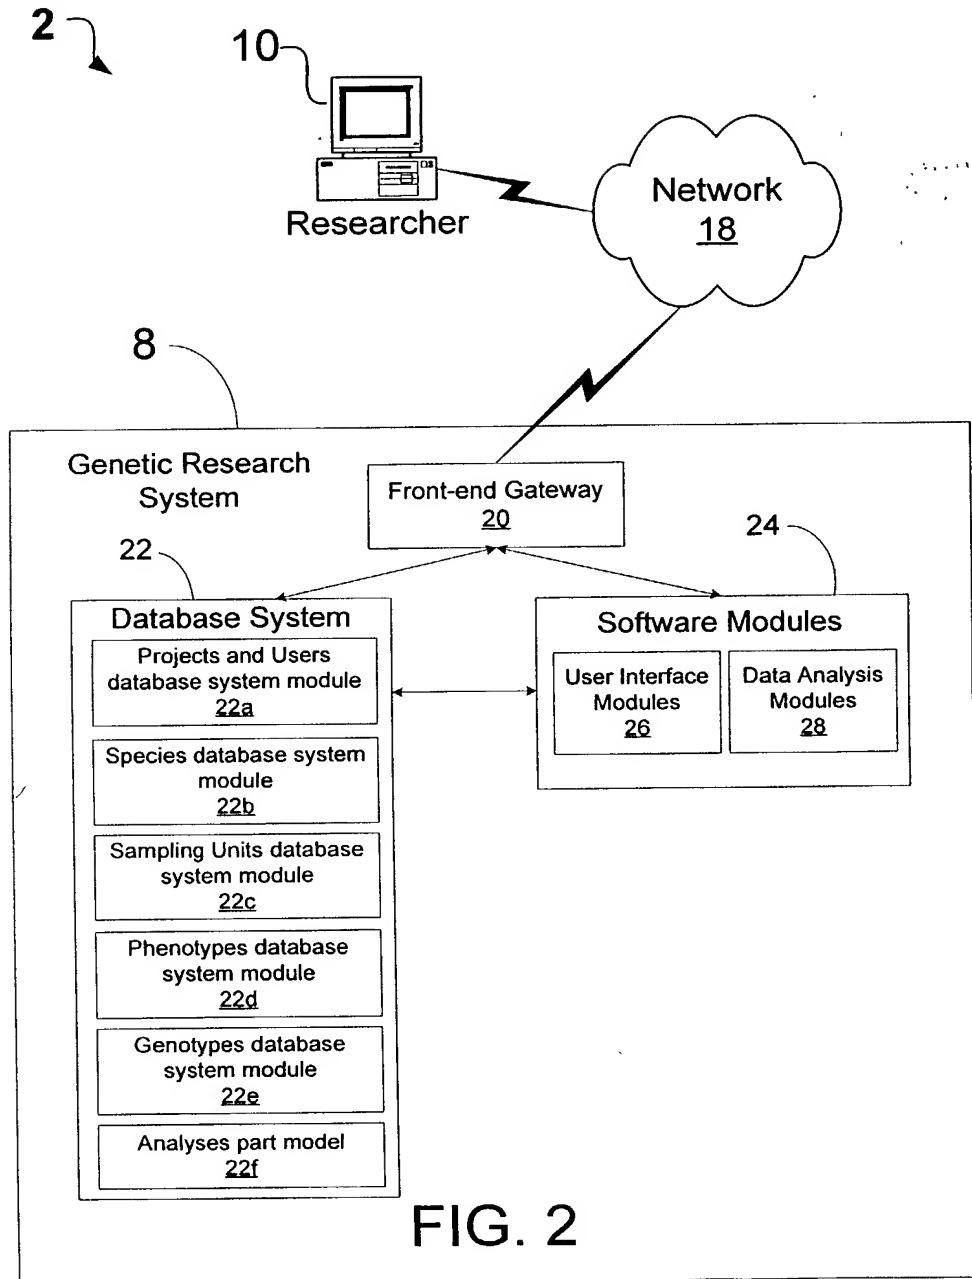 2
10
Researcher
Network
18
8
Genetic Research
System
Front-end Gateway
20
22
24
Database System
Projects and Users
database system module
22a
Species database system
module
22b
Sampling Units database
system module
22c
Phenotypes database
system module
22d
Genotypes database
system module
22e
Analyses part model
22f
Software Modules
User Interface
Modules
26
Data Analysis
Modules
28
FIG. 2